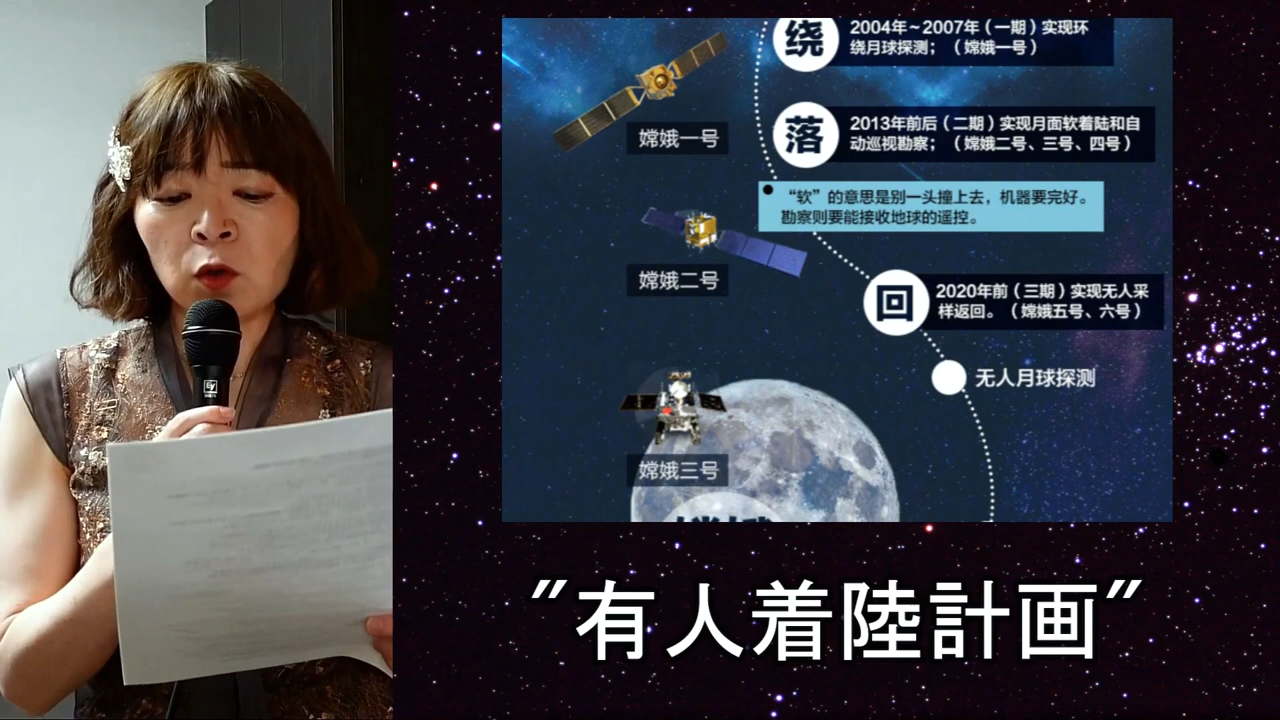 绕
2004年~2007年（一期）实现环
绕月球探测；（嫦娥一号）
嫦娥一号
落
2013年前后（二期）实现月面软着陆和自
动巡视勘察；（嫦娥二号、三号、四号）
“软”的意思是别一头撞上去，机器要完好。
勘察则要能接收地球的遥控。
嫦娥二号
回
2020年前（三期）实现无人采
样返回。（嫦娥五号、六号）
无人月球探测
嫦娥三号
"有人着陸計画"